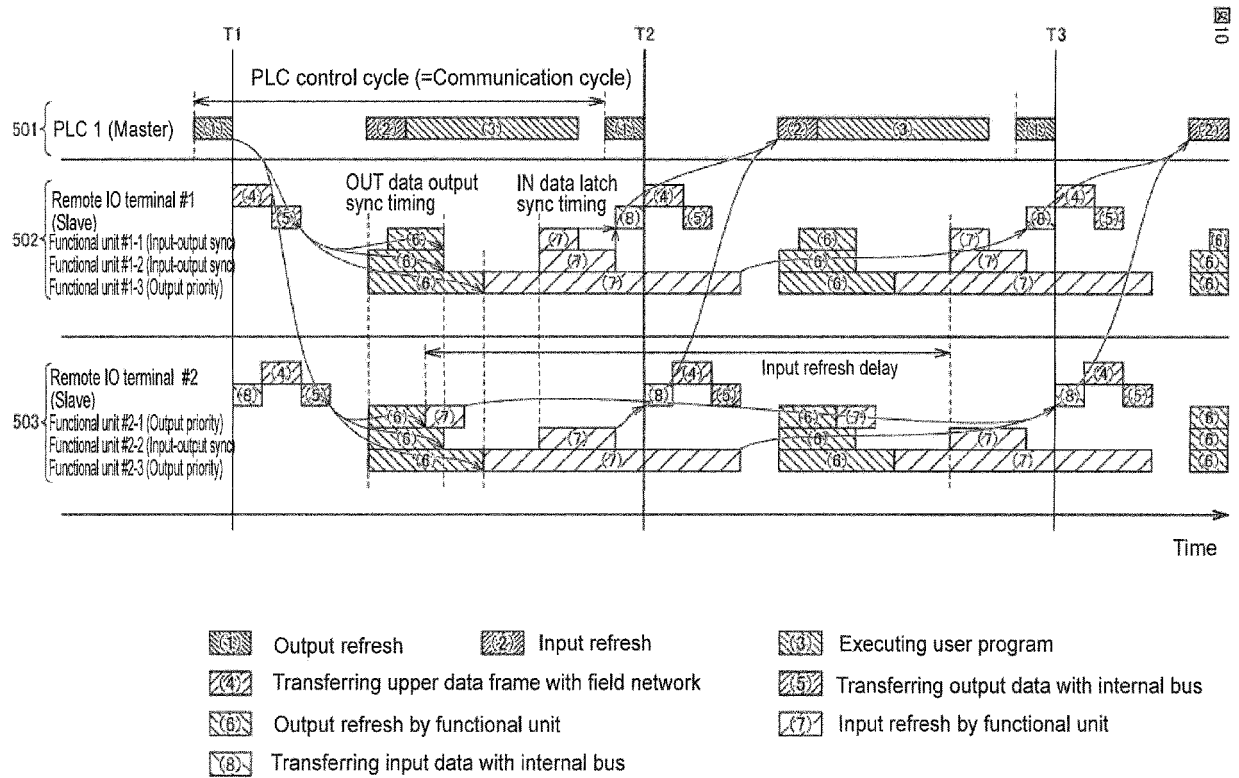 図10
T1 T2 T3
PLC control cycle (=Communication cycle)
501 PLC 1 (Master) (1) (2) (3) (1) (2) (3) (1) (2)
OUT data output IN data latch
sync timing sync timing
502
Remote IO terminal #1
(Slave)
Functional unit #1-1 (Input-output sync)
Functional unit #1-2 (Input-output sync)
Functional unit #1-3 (Output priority)
(4) (8) (4) (8) (4)
(5) (5) (5)
(6) (7) (6) (7) (6)
(6) (7) (6) (7) (6)
(6) (7) (6) (7) (6)
Input refresh delay
503
Remote IO terminal #2
(Slave)
Functional unit #2-1 (Output priority)
Functional unit #2-2 (Input-output sync)
Functional unit #2-3 (Output priority)
(4) (4) (4)
(8) (5) (8) (5) (8) (5)
(6) (7) (6) (7) (6)
(6) (7) (6) (7) (6)
(6) (7) (6) (7) (6)
Time
(1) Output refresh (2) Input refresh (3) Executing user program
(4) Transferring upper data frame with field network (5) Transferring output data with internal bus
(6) Output refresh by functional unit (7) Input refresh by functional unit
(8) Transferring input data with internal bus